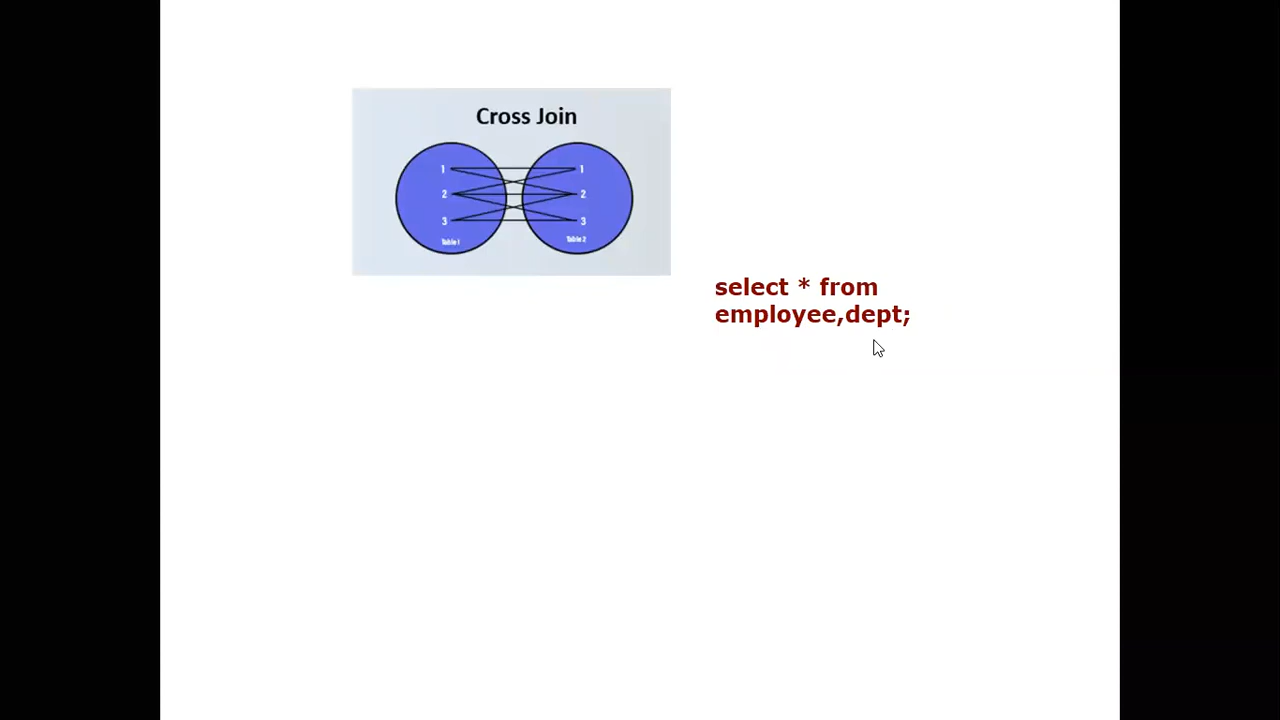 Cross Join
1 1
2 2
3 3
Table 1 Table 2
select * from
employee,dept;